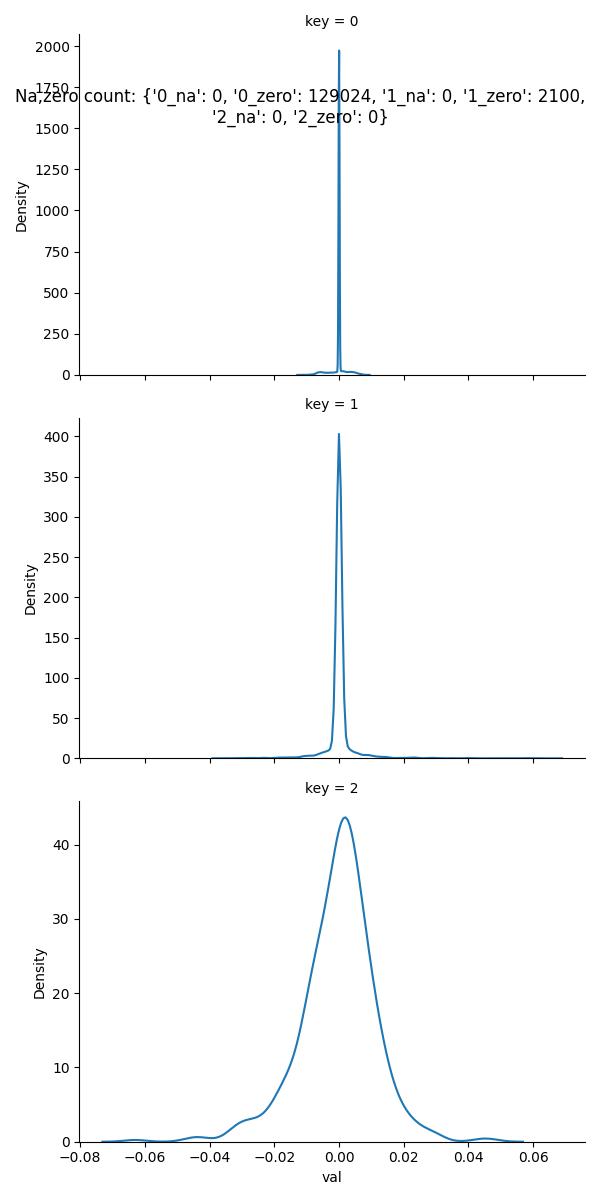 key = 0
2000
1750
Na,zero count: {'0_na': 0, '0_zero': 129024, '1_na': 0, '1_zero': 2100,
'2_na': 0, '2_zero': 0}
1500
1250
1000
750
500
250
0
Density
key = 1
400
350
300
250
200
150
100
50
0
Density
key = 2
40
30
20
10
0
Density
−0.08 −0.06 −0.04 −0.02 0.00 0.02 0.04 0.06
val